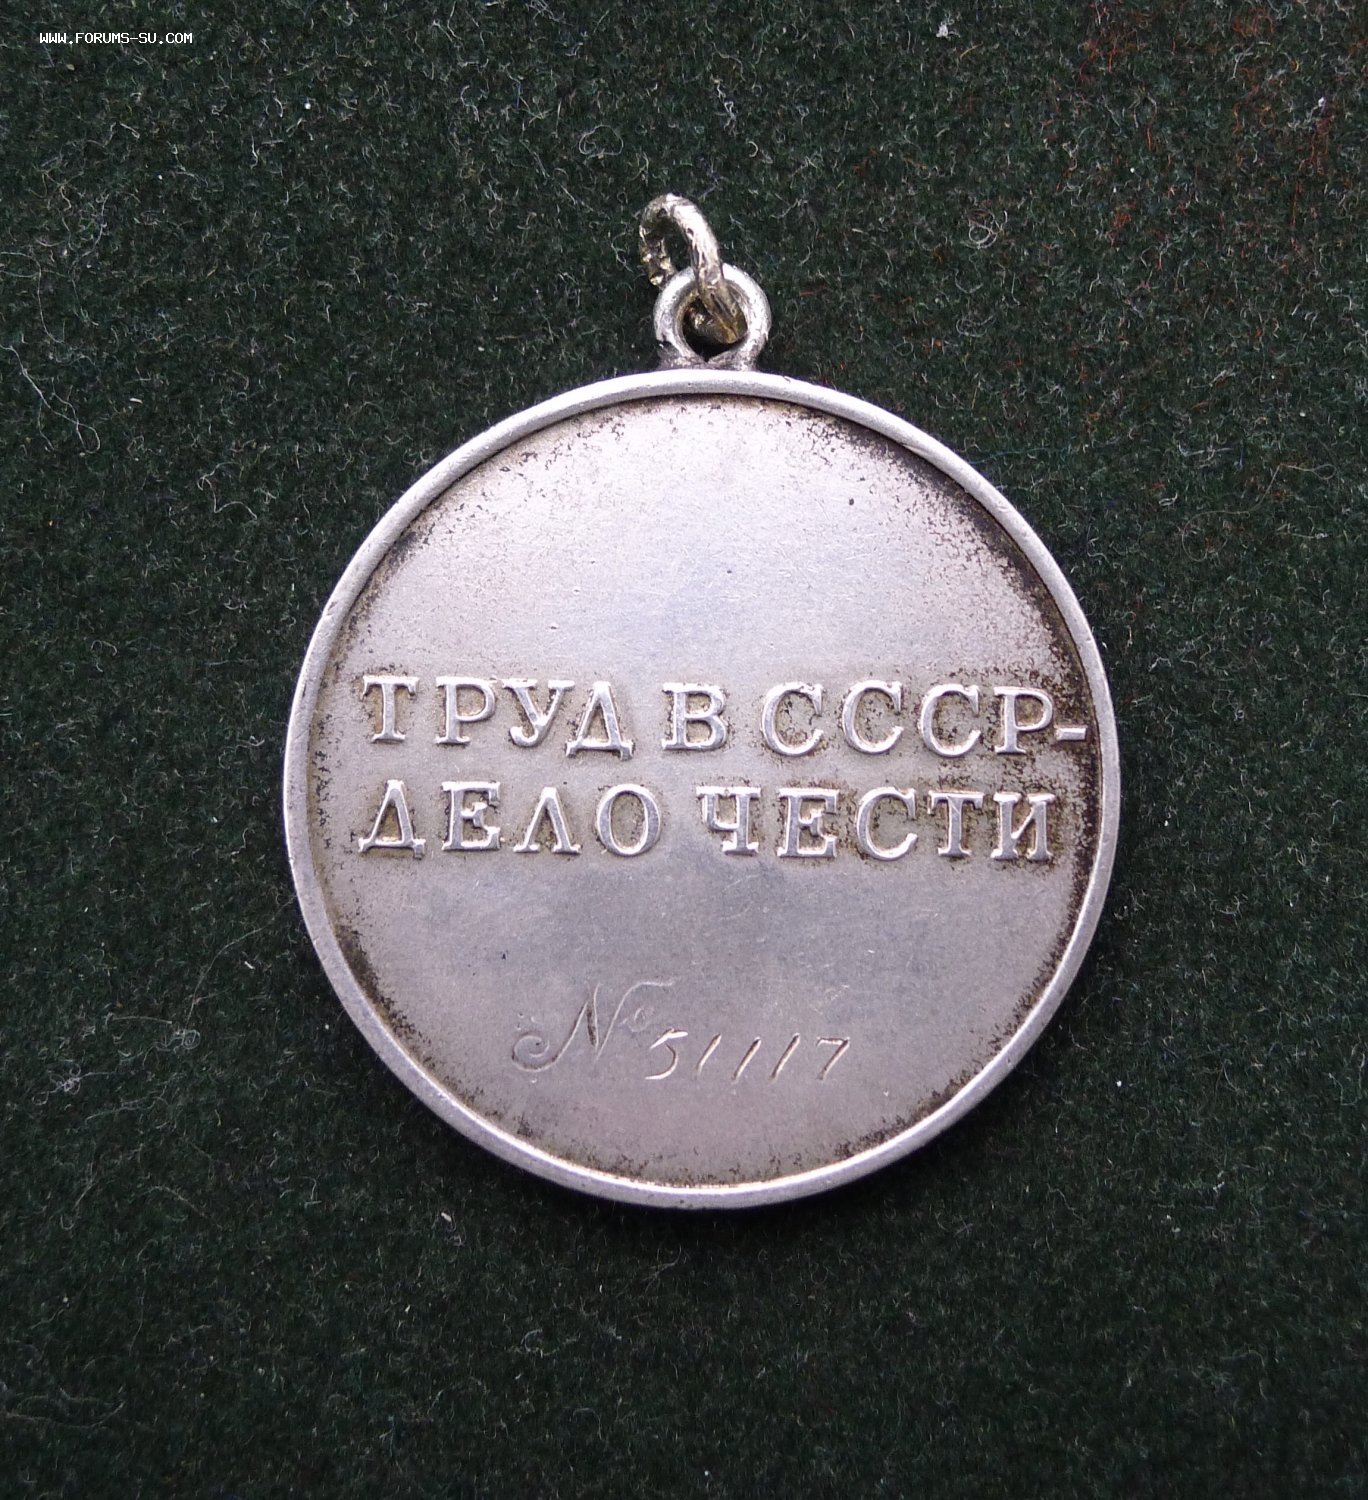 WWW.FORUMS-SU.COM
ТРУД В СССР-
ДЕЛО ЧЕСТИ
№ 51117